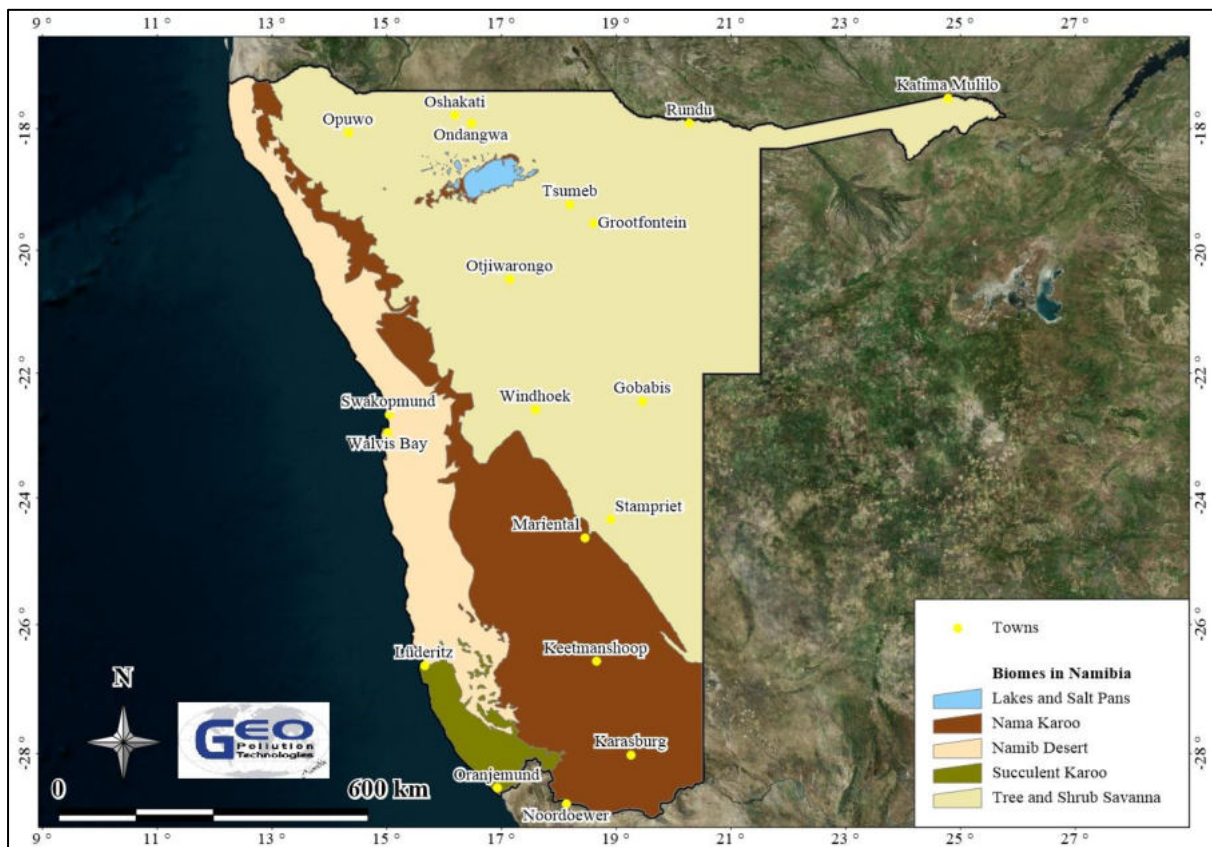 9 ° 11 ° 13 ° 15 ° 17 ° 19 ° 21 ° 23 ° 25 ° 27 °
Katima Mulilo
Oshakati
Rundu
Opuwo
Ondangwa
-18 ° -18 °
Tsumeb
Grootfontein
-20 ° -20 °
Otjiwarongo
-22 ° -22 °
Swakopmund
Windhoek
Gobabis
Walvis Bay
-24 ° -24 °
Stampriet
Mariental
-26 ° -26 °
Lüderitz
Keetmanshoop
N
GEO
Pollution
Technologies
Karasburg
-28 ° -28 °
Oranjemund
0 600 km
Noordoewer
Towns
Biomes in Namibia
Lakes and Salt Pans
Nama Karoo
Namib Desert
Succulent Karoo
Tree and Shrub Savanna
9 ° 11 ° 13 ° 15 ° 17 ° 19 ° 21 ° 23 ° 25 ° 27 °